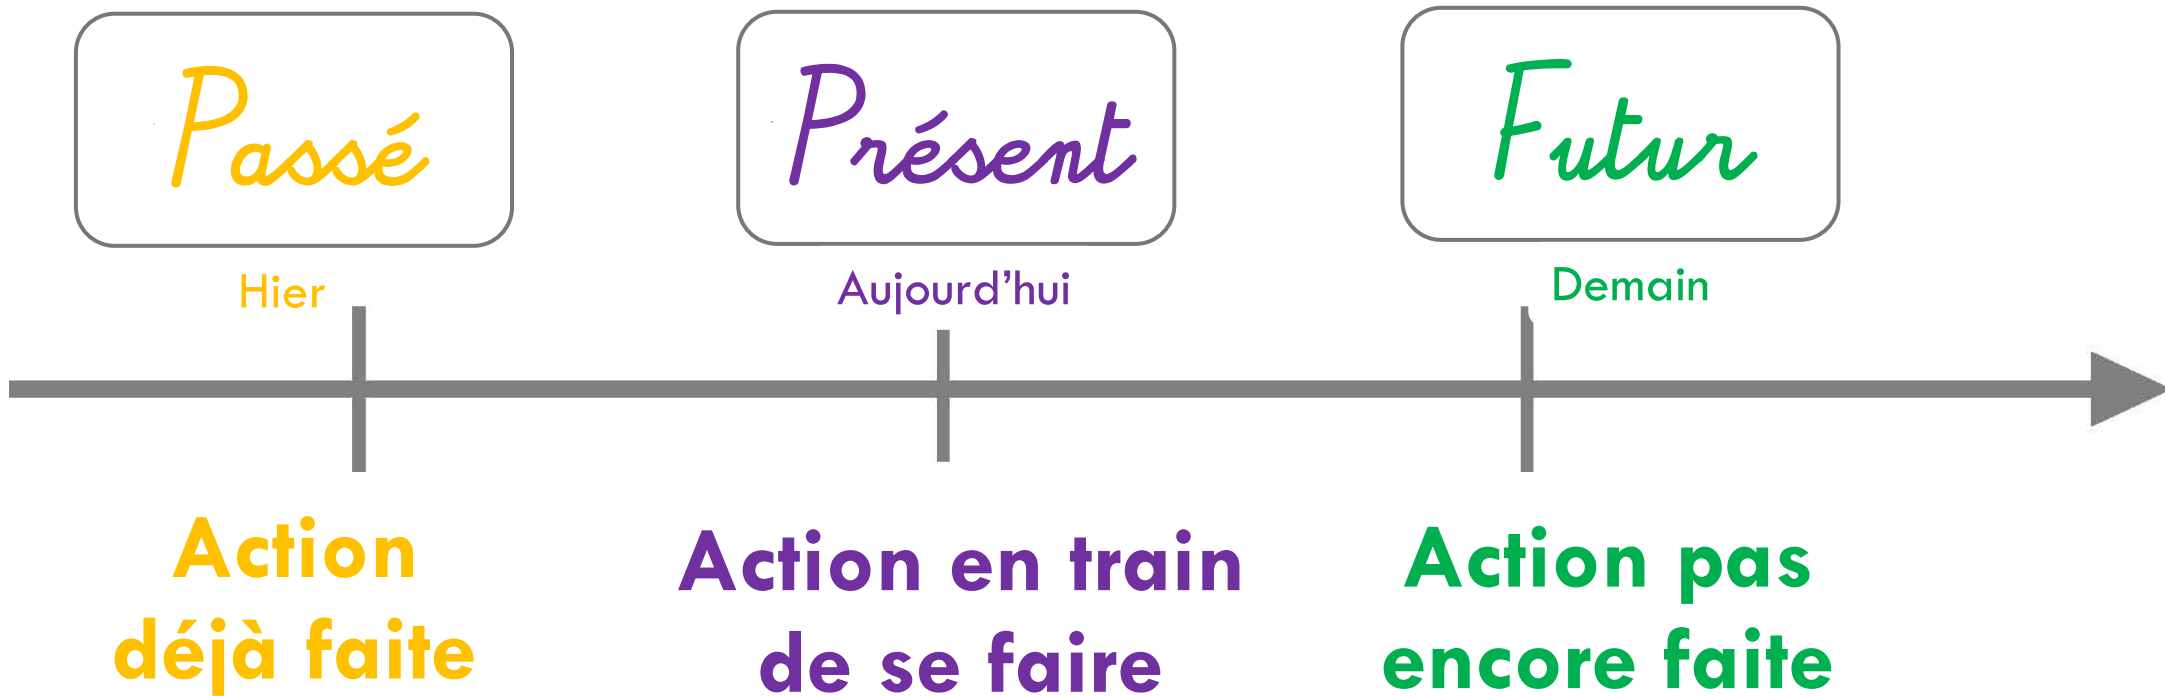 Passé
Présent
Futur
Hier
Aujourd’hui
Demain
Action
déjà faite
Action en train
de se faire
Action pas
encore faite